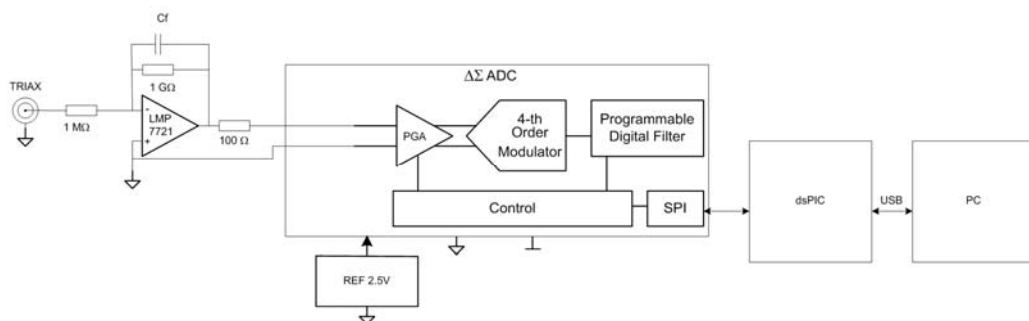 Cf
TRIAX
1 GΩ
1 MΩ
-
LMP
7721
+
100 Ω
ΔΣ ADC
PGA
4-th
Order
Modulator
Programmable
Digital Filter
Control
SPI
REF 2.5V
dsPIC
USB
PC